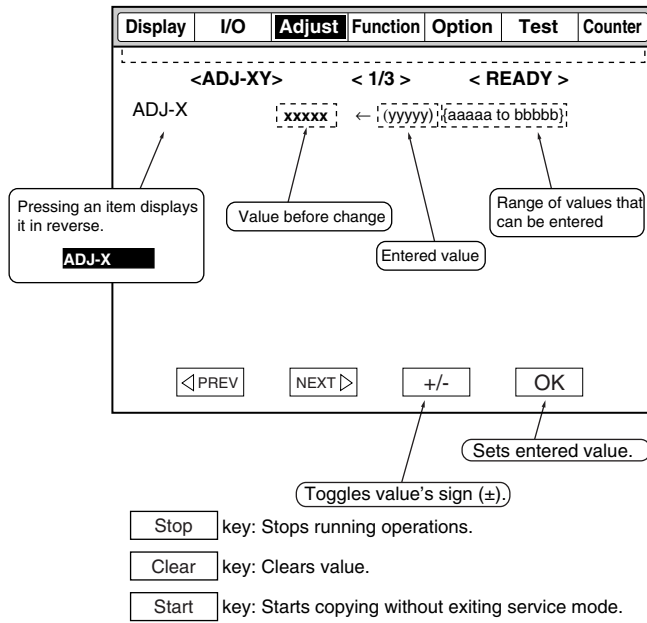 Display I/O Adjust Function Option Test Counter
<ADJ-XY> < 1/3 > < READY >
ADJ-X xxxxx ← (yyyyy) {aaaaa to bbbbb}
Pressing an item displays
it in reverse.
ADJ-X
Value before change
Entered value
Range of values that
can be entered
PREV NEXT +/- OK
Sets entered value.
Toggles value's sign (±).
Stop key: Stops running operations.
Clear key: Clears value.
Start key: Starts copying without exiting service mode.